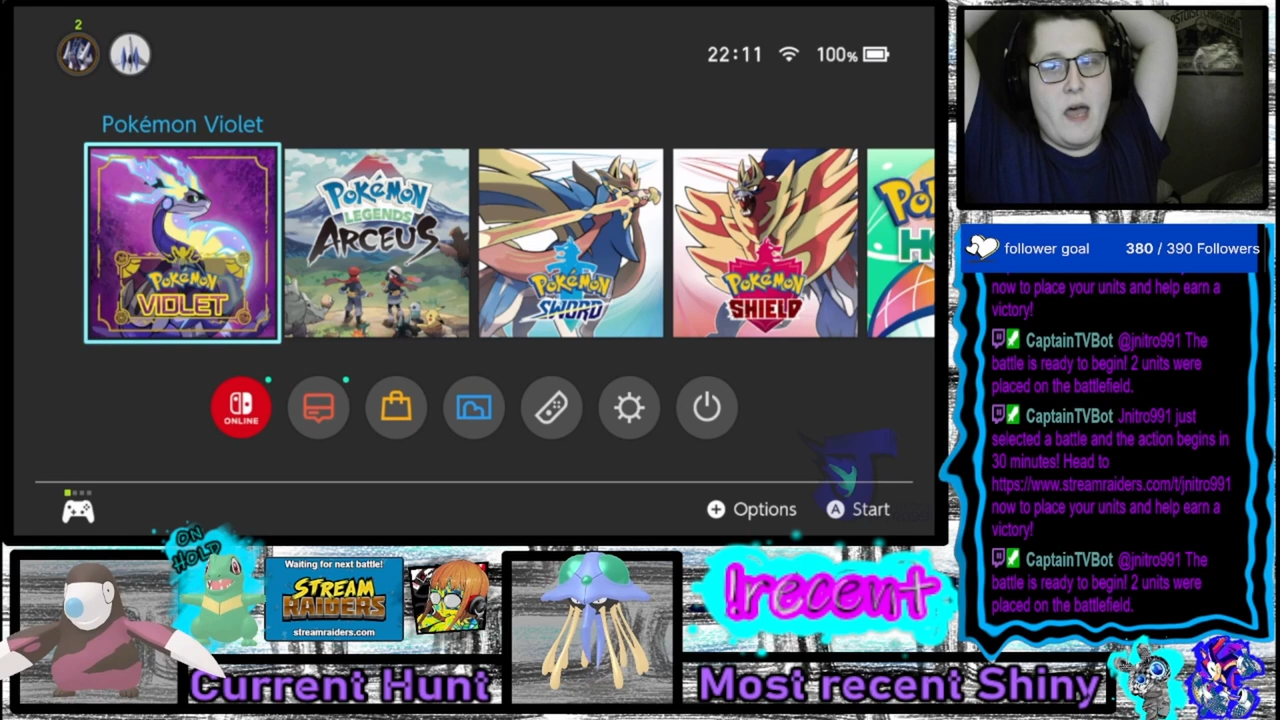 2
22:11 100%
Pokémon Violet
POKÉMON
VIOLET
POKÉMON
LEGENDS
ARCEUS
POKÉMON
SWORD
POKÉMON
SHIELD
ONLINE
Options
Start
follower goal 380 / 390 Followers
now to place your units and help earn a
victory!
CaptainTVBot @jnitro991 The
battle is ready to begin! 2 units were
placed on the battlefield.
CaptainTVBot Jnitro991 just
selected a battle and the action begins in
30 minutes! Head to
https://www.streamraiders.com/t/jnitro991
now to place your units and help earn a
victory!
CaptainTVBot @jnitro991 The
battle is ready to begin! 2 units were
placed on the battlefield.
ON
HOLD
Waiting for next battle!
STREAM
RAIDERS
streamraiders.com
!recent
Current Hunt
Most recent Shiny